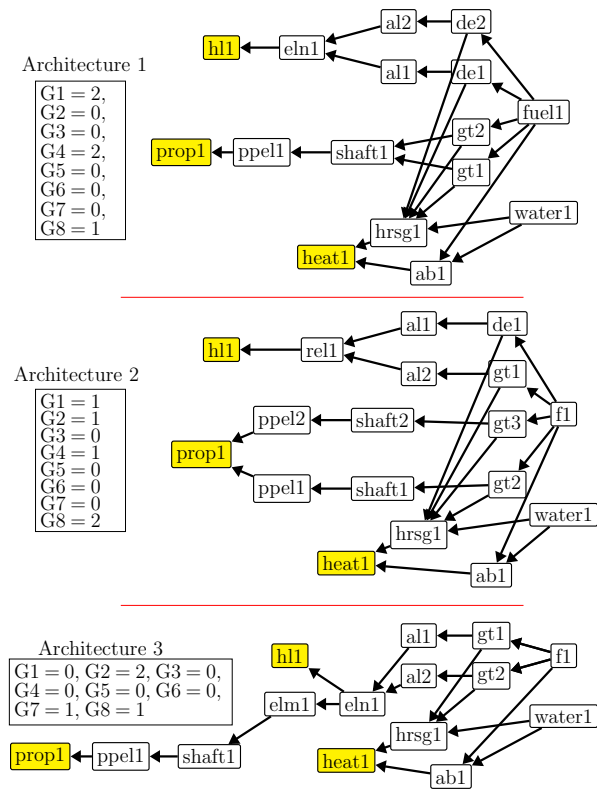 al2 de2
hl1 eln1
Architecture 1
al1 de1
G1 = 2,
G2 = 0,
G3 = 0,
G4 = 2,
G5 = 0,
G6 = 0,
G7 = 0,
G8 = 1
fuel1
gt2
prop1 ppel1 shaft1
gt1
water1
hrsg1
heat1
ab1
al1 de1
hl1 rel1
Architecture 2
al2 gt1
G1 = 1
G2 = 1
G3 = 0
G4 = 1
G5 = 0
G6 = 0
G7 = 0
G8 = 2
ppel2 shaft2 gt3 f1
prop1
ppel1 shaft1 gt2
water1
hrsg1
heat1
ab1
Architecture 3
G1 = 0, G2 = 2, G3 = 0,
G4 = 0, G5 = 0, G6 = 0,
G7 = 1, G8 = 1
al1 gt1
hl1 f1
al2 gt2
elm1 eln1
water1
hrsg1
prop1 ppel1 shaft1
heat1
ab1